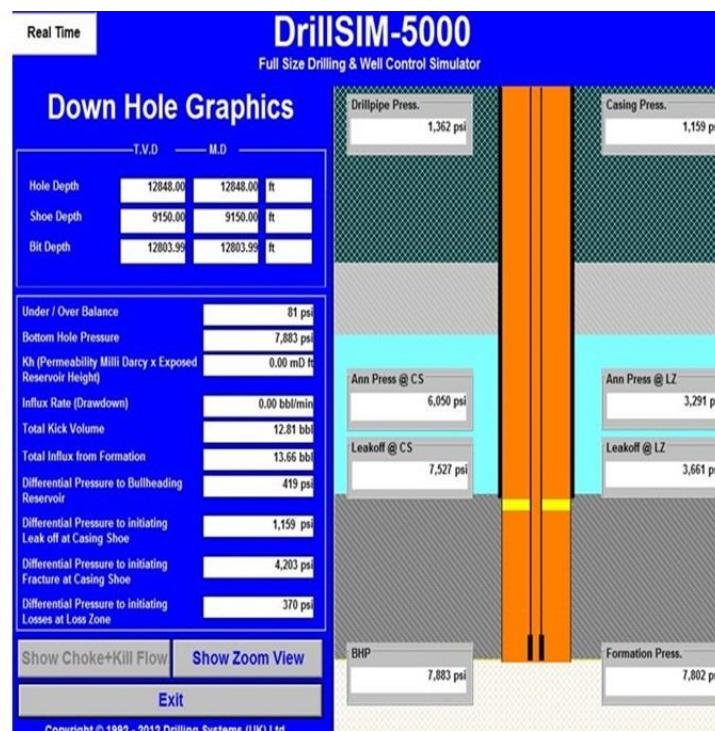 Real Time
DrillSIM-5000
Full Size Drilling & Well Control Simulator
Down Hole Graphics
T.V.D M.D
Hole Depth 12848.00 12848.00 ft
Shoe Depth 9150.00 9150.00 ft
Bit Depth 12803.99 12803.99 ft
Under / Over Balance 81 psi
Bottom Hole Pressure 7,883 psi
Kh (Permeability Milli Darcy x Exposed
Reservoir Height) 0.00 mD ft
Influx Rate (Drawdown) 0.00 bbl/min
Total Kick Volume 12.81 bbl
Total Influx from Formation 13.66 bbl
Differential Pressure to Bullheading
Reservoir 419 psi
Differential Pressure to initiating
Leak off at Casing Shoe 1,159 psi
Differential Pressure to initiating
Fracture at Casing Shoe 4,203 psi
Differential Pressure to initiating
Losses at Loss Zone 370 psi
Show Choke+Kill Flow Show Zoom View
Exit
Copyright © 1992 - 2012 Drilling Systems (UK) Ltd
Drillpipe Press.
1,362 psi
Casing Press.
1,159 psi
Ann Press @ CS
6,050 psi
Ann Press @ LZ
3,291 p
Leakoff @ CS
7,527 psi
Leakoff @ LZ
3,661 p
BHP
7,883 psi
Formation Press.
7,802 p